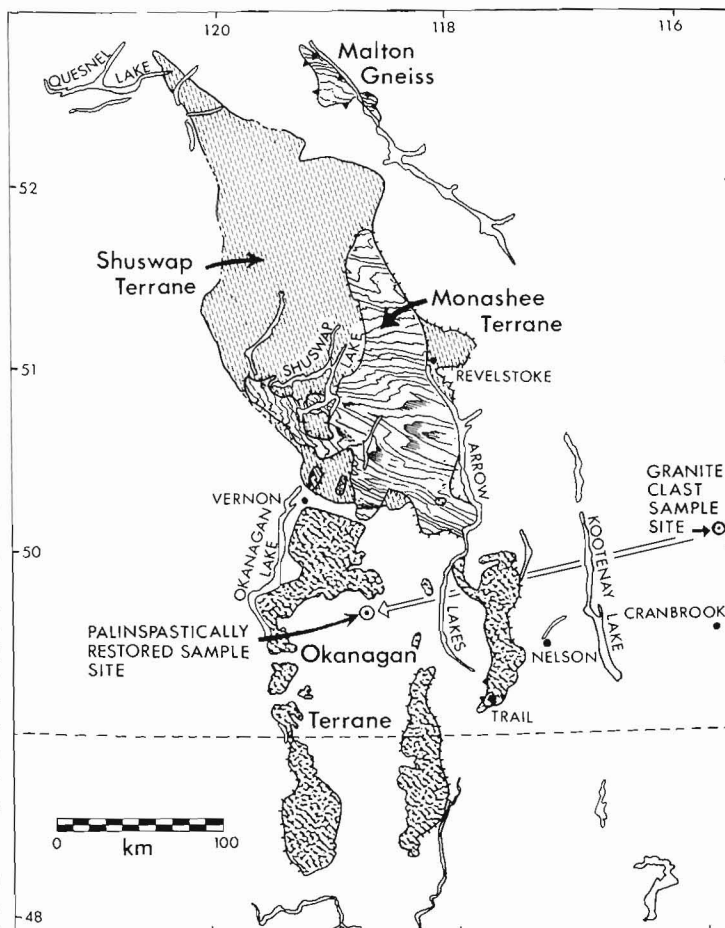 120
118
116
QUESNEL
LAKE
Malton
Gneiss
52
Shuswap
Terrane
Monashee
Terrane
SHUSWAP
LAKE
51
REVELSTOKE
ARROW
GRANITE
CLAST
SAMPLE
SITE
VERNON
50
OKANAGAN
LAKE
KOOTENAY
LAKE
CRANBROOK
PALINSPASTICALLY
RESTORED SAMPLE
SITE
Okanagan
LAKES
NELSON
TRAIL
Terrane
0
100
km
48